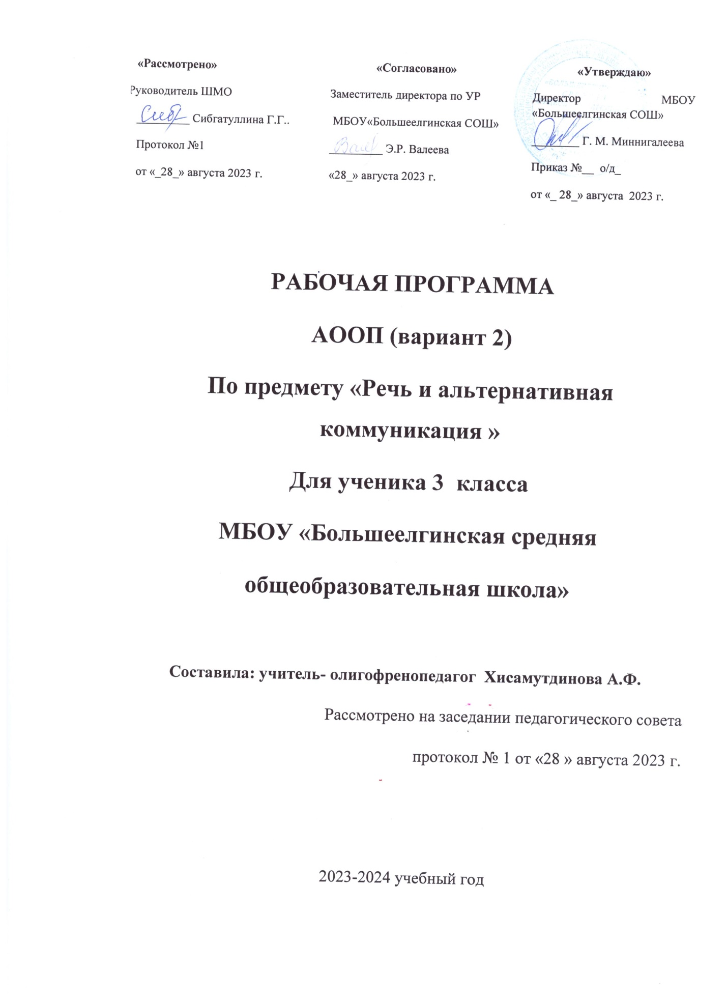 «Рассмотрено»
Руководитель ШМО
__________ Сибгатуллина Г.Г..
Протокол №1
от «_28_» августа 2023 г.
«Согласовано»
Заместитель директора по УР
МБОУ«Большеелгинская СОШ»
__________ Э.Р. Валеева
«28_» августа 2023 г.
«Утверждаю»
Директор МБОУ
«Большеелгинская СОШ»
_________ Г. М. Миннигалеева
Приказ №__ о/д_
от «_ 28_» августа 2023 г.
РАБОЧАЯ ПРОГРАММА
АООП (вариант 2)
По предмету «Речь и альтернативная
коммуникация »
Для ученика 3 класса
МБОУ «Большеелгинская средняя
общеобразовательная школа»
Составила: учитель- олигофренопедагог Хисамутдинова А.Ф.
Рассмотрено на заседании педагогического совета
протокол № 1 от «28 » августа 2023 г.
2023-2024 учебный год